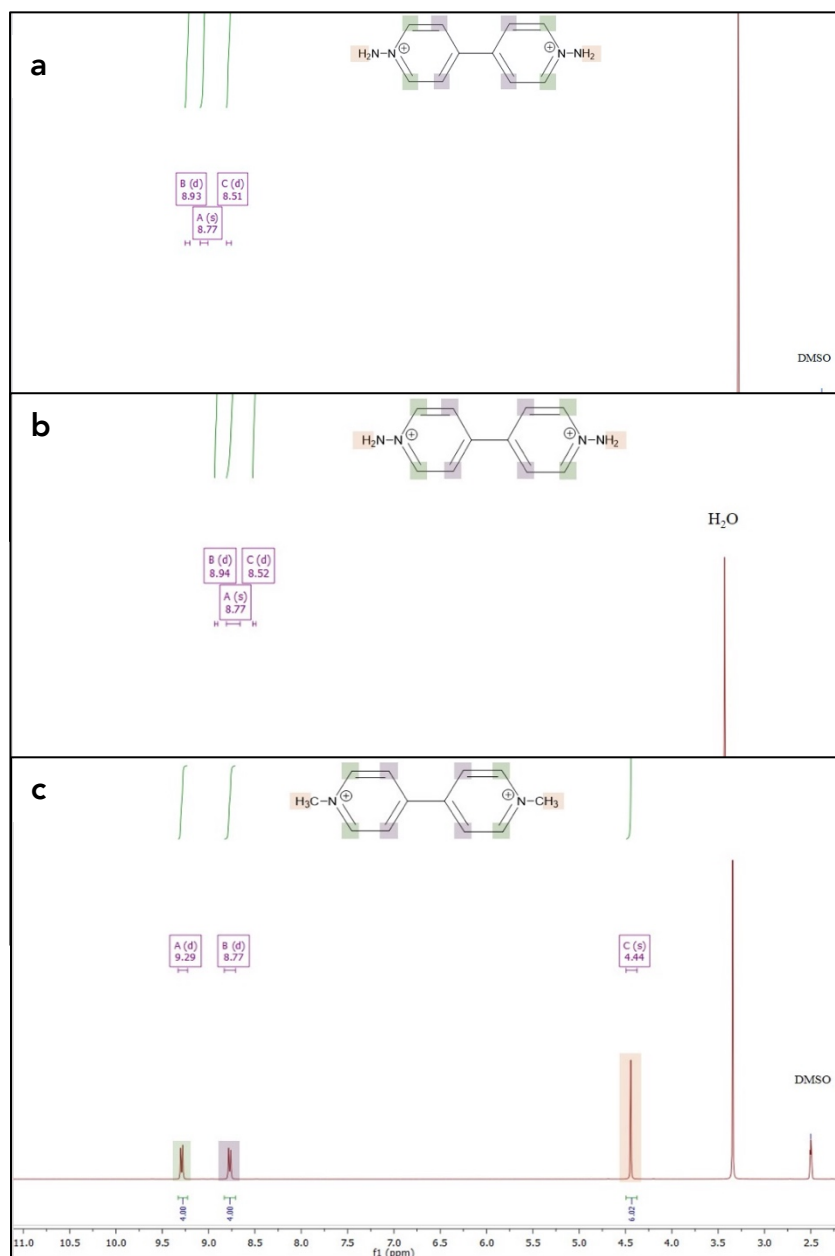 a
H₂N-N
⊕
⊕
N-NH₂
B (d)
8.93
C (d)
8.51
A (s)
8.77
DMSO
b
H₂N-N
⊕
⊕
N-NH₂
H₂O
B (d)
8.94
C (d)
8.52
A (s)
8.77
c
H₃C-N
⊕
⊕
N-CH₃
A (d)
9.29
B (d)
8.77
C (s)
4.44
DMSO
4.00
4.00
6.02
11.0 10.5 10.0 9.5 9.0 8.5 8.0 7.5 7.0 6.5 6.0 5.5 5.0 4.5 4.0 3.5 3.0 2.5
f1 (ppm)